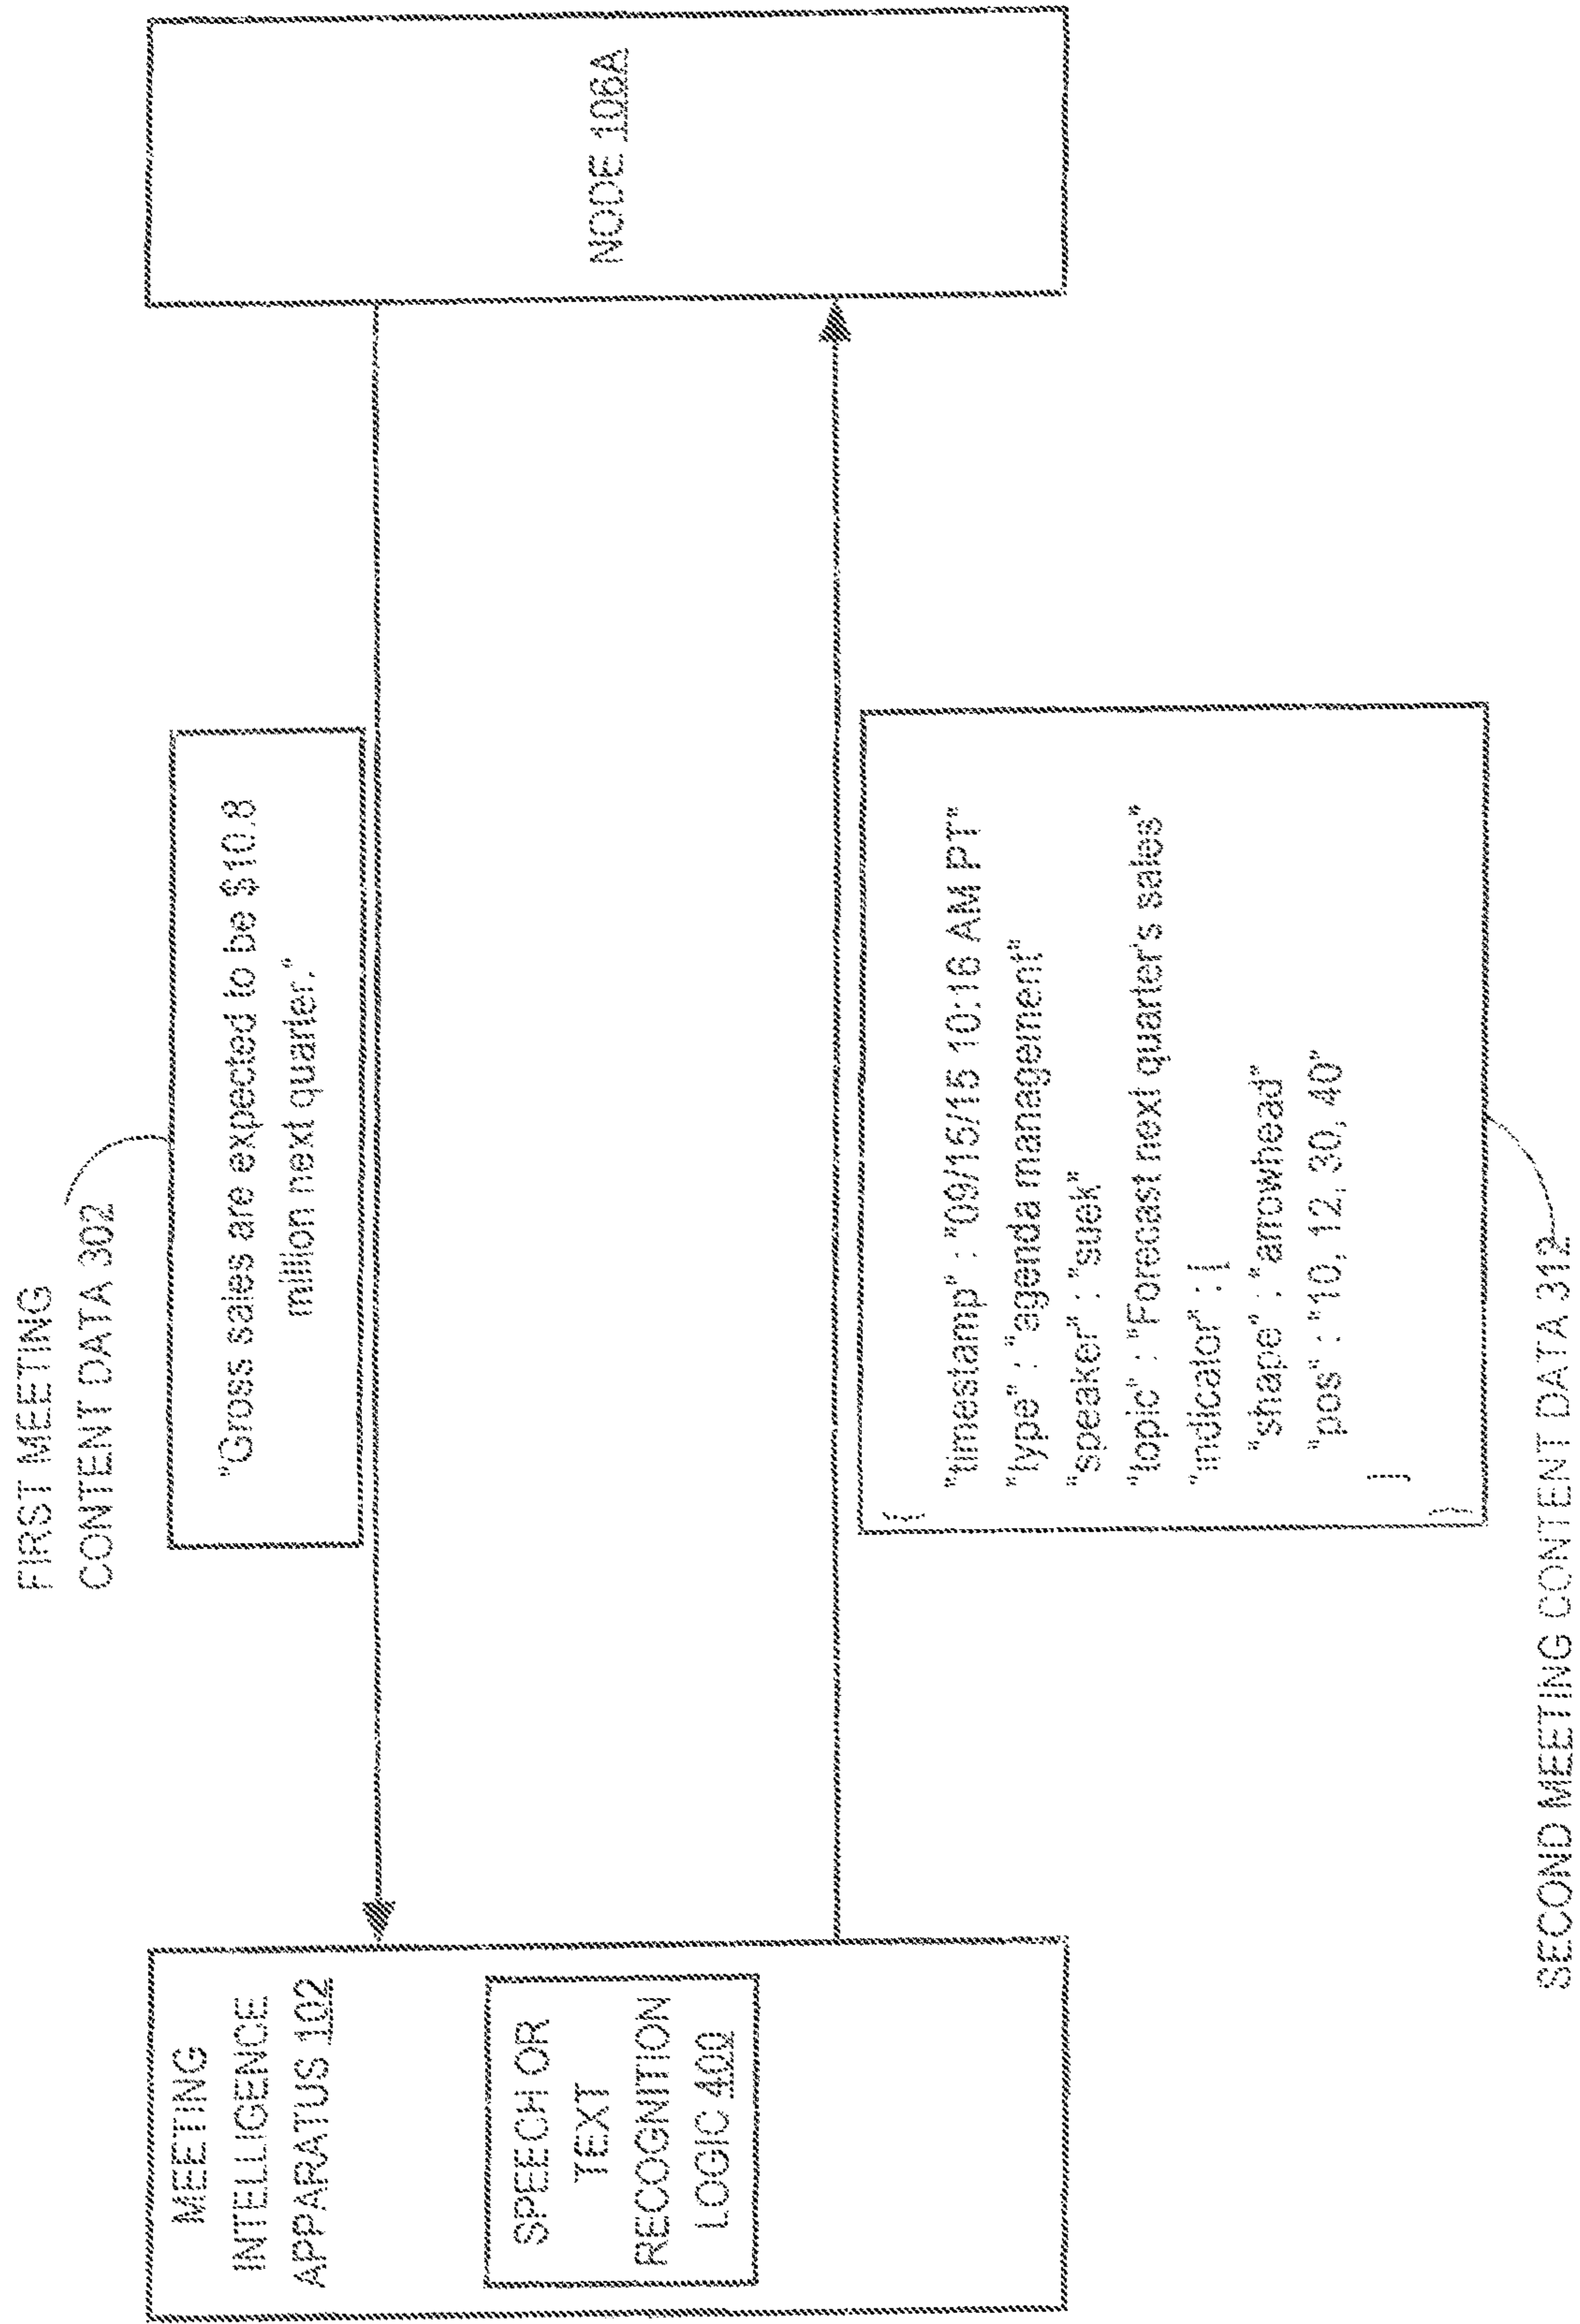 FIRST MEETING
CONTENT DATA 302
"Gross sales are expected to be $10.8
million next quarter."
MEETING
INTELLIGENCE
APPARATUS 102
SPEECH OR
TEXT
RECOGNITION
LOGIC 400
NODE 106A
{
"timestamp" : "09/15/15 10:16 AM PT"
"type" : "agenda management"
"speaker" : "suek"
"topic" : "Forecast next quarter's sales"
"indicator" : [
"shape" : "arrowhead"
"pos" : "10, 12, 30, 40"
]
}
SECOND MEETING CONTENT DATA 312